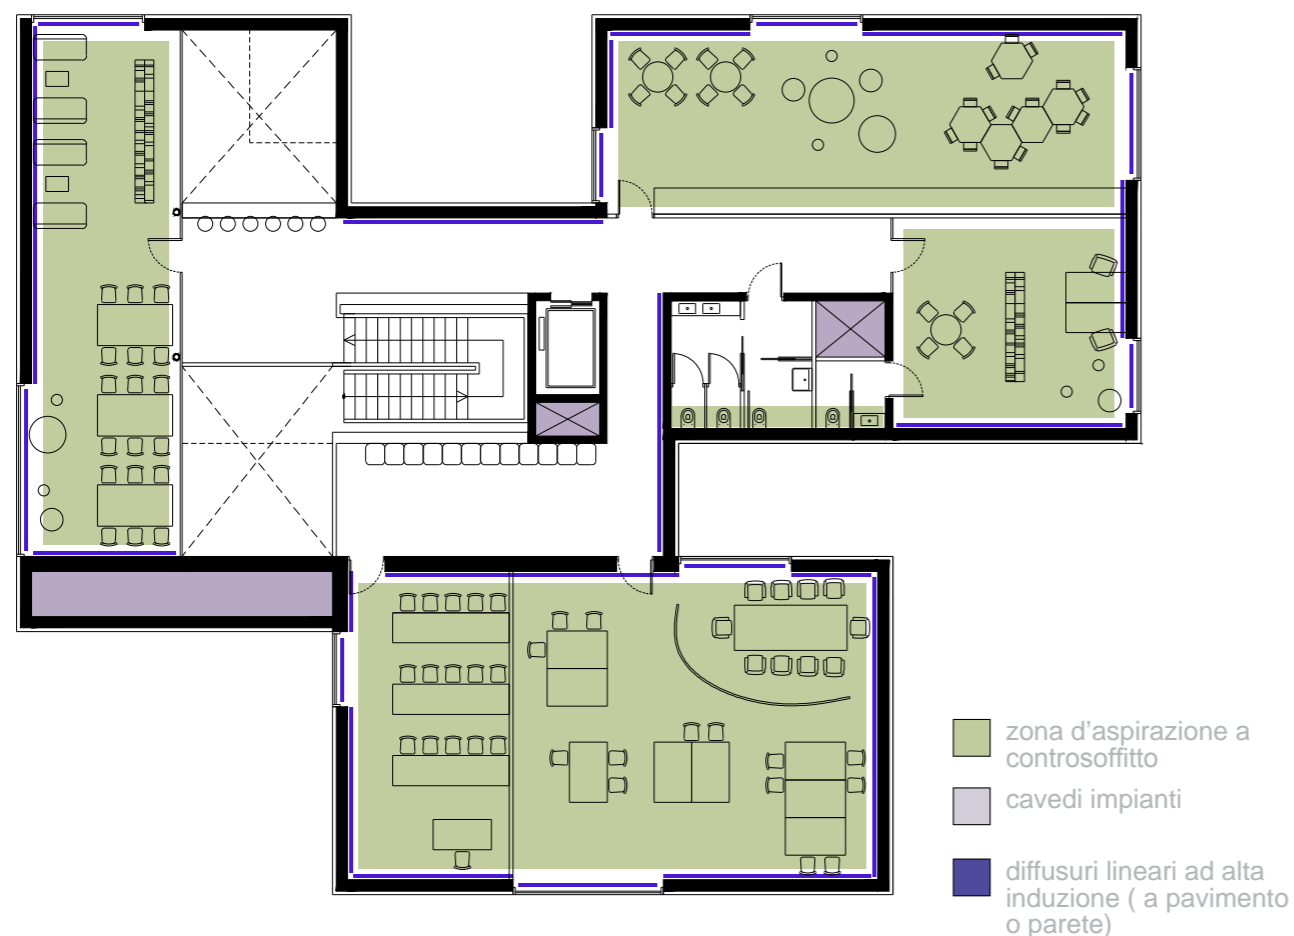 zona d’aspirazione a
controsoffitto
cavedi impianti
diffusuri lineari ad alta
induzione ( a pavimento
o parete)